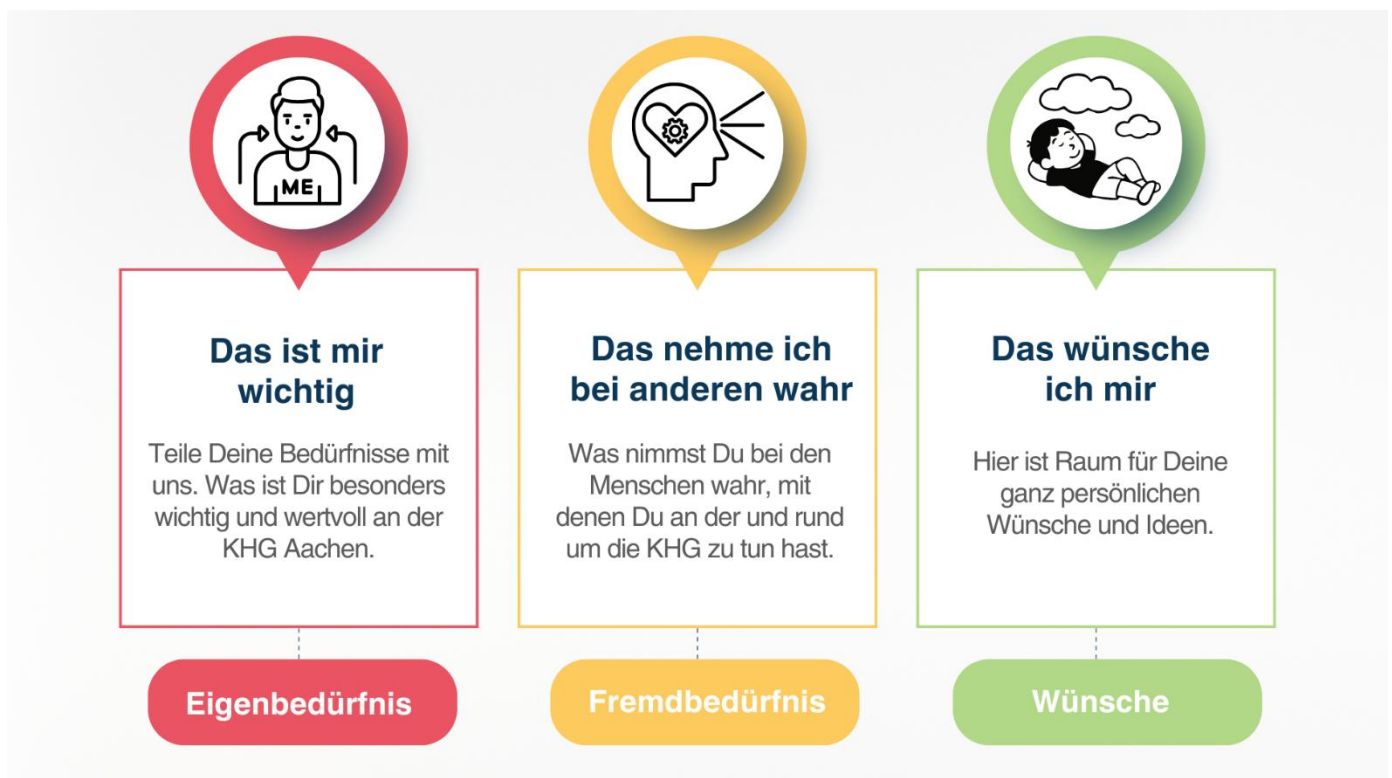 ME
Das ist mir
wichtig
Teile Deine Bedürfnisse mit
uns. Was ist Dir besonders
wichtig und wertvoll an der
KHG Aachen.
Eigenbedürfnis
Das nehme ich
bei anderen wahr
Was nimmst Du bei den
Menschen wahr, mit
denen Du an der und rund
um die KHG zu tun hast.
Fremdbedürfnis
Das wünsche
ich mir
Hier ist Raum für Deine
ganz persönlichen
Wünsche und Ideen.
Wünsche